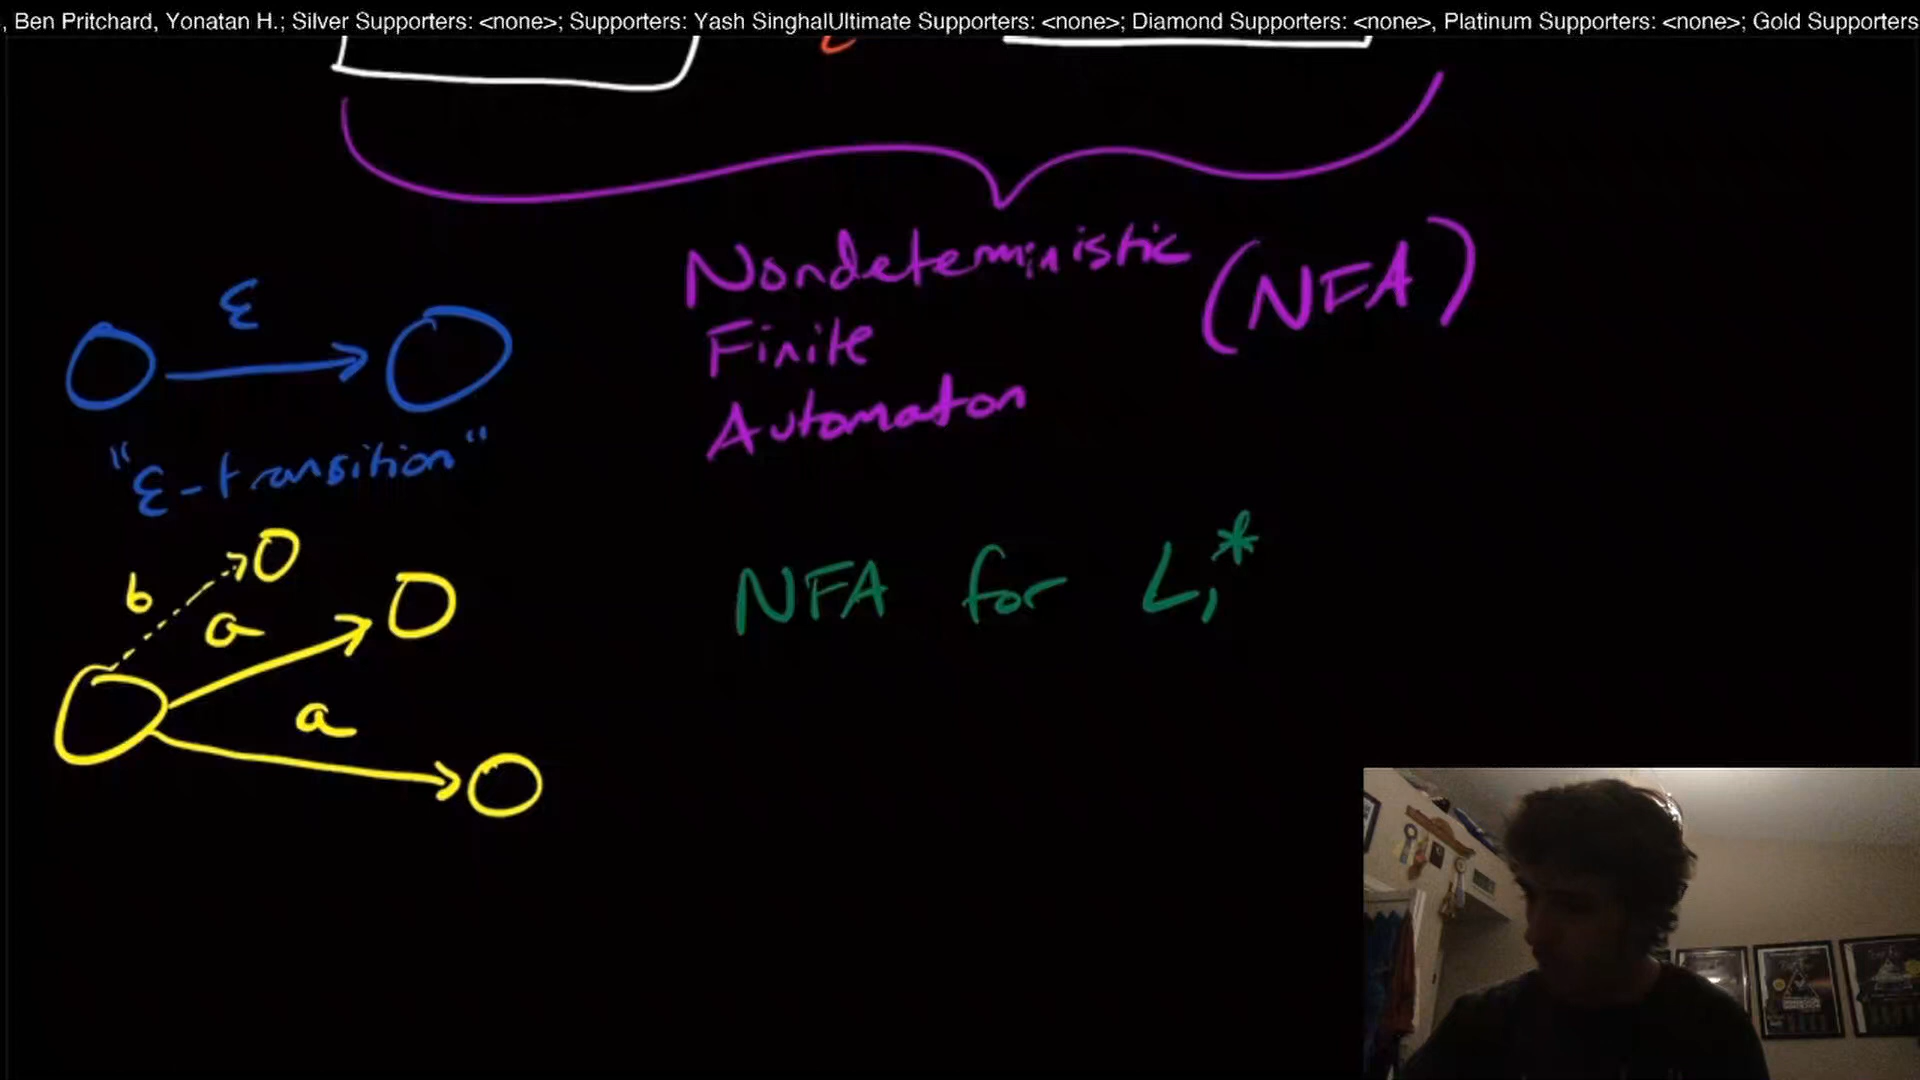 , Ben Pritchard, Yonatan H.; Silver Supporters: <none>; Supporters: Yash SinghalUltimate Supporters: <none>; Diamond Supporters: <none>, Platinum Supporters: <none>; Gold Supporters
Nondeterministic (NFA)
Finite
Automaton
ε
"ε-transition"
NFA for L₁*
b
a
a